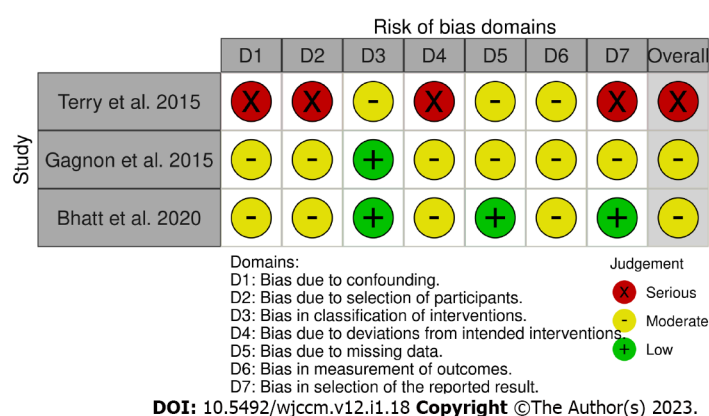 Risk of bias domains
D1 D2 D3 D4 D5 D6 D7 Overall
Study
Terry et al. 2015 X X - X - - X X
Gagnon et al. 2015 - - + - - - - -
Bhatt et al. 2020 - - + - + - + -
Domains:
D1: Bias due to confounding.
D2: Bias due to selection of participants.
D3: Bias in classification of interventions.
D4: Bias due to deviations from intended interventions.
D5: Bias due to missing data.
D6: Bias in measurement of outcomes.
D7: Bias in selection of the reported result.
Judgement
X Serious
- Moderate
+ Low
DOI: 10.5492/wjccm.v12.i1.18 Copyright ©The Author(s) 2023.